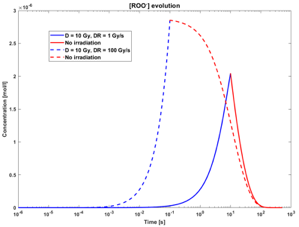 [ROO·] evolution
×10⁻⁶
3
2.5
2
1.5
1
0.5
0
Concentration [mol/l]
D = 10 Gy, DR = 1 Gy/s
No irradiation
D = 10 Gy, DR = 100 Gy/s
No irradiation
10⁻⁶ 10⁻⁵ 10⁻⁴ 10⁻³ 10⁻² 10⁻¹ 10⁰ 10¹ 10² 10³
Time [s]